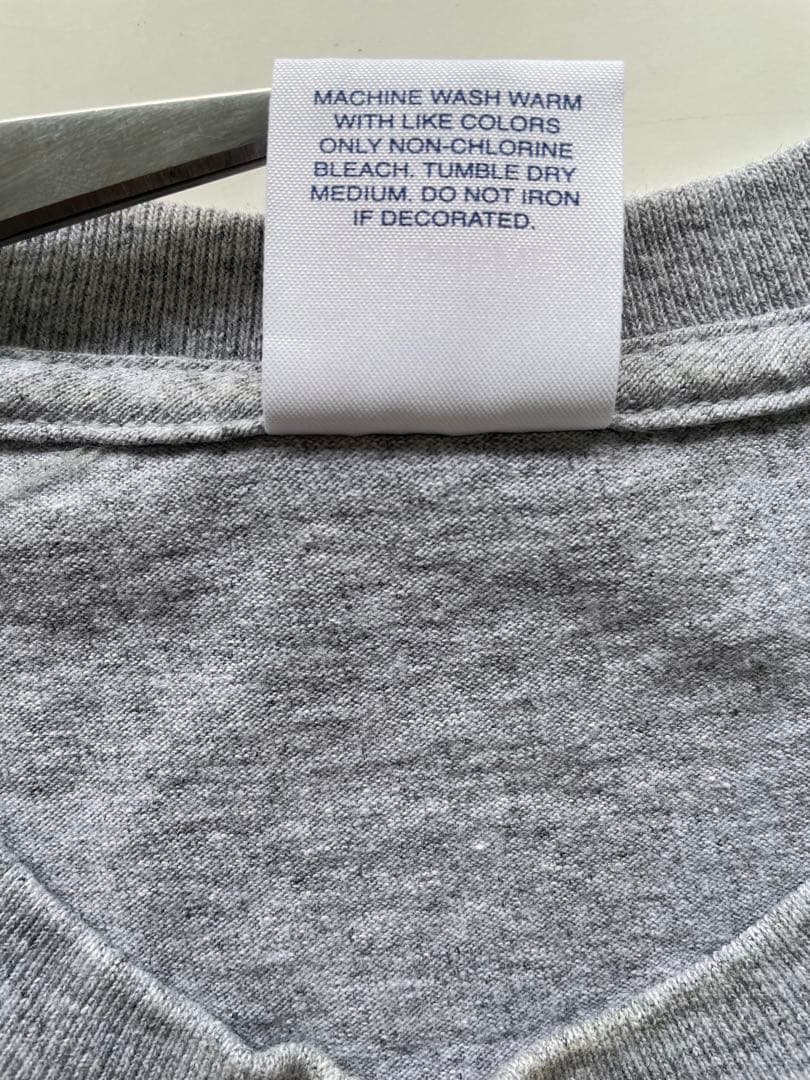 MACHINE WASH WARM
WITH LIKE COLORS
ONLY NON-CHLORINE
BLEACH. TUMBLE DRY
MEDIUM. DO NOT IRON
IF DECORATED.